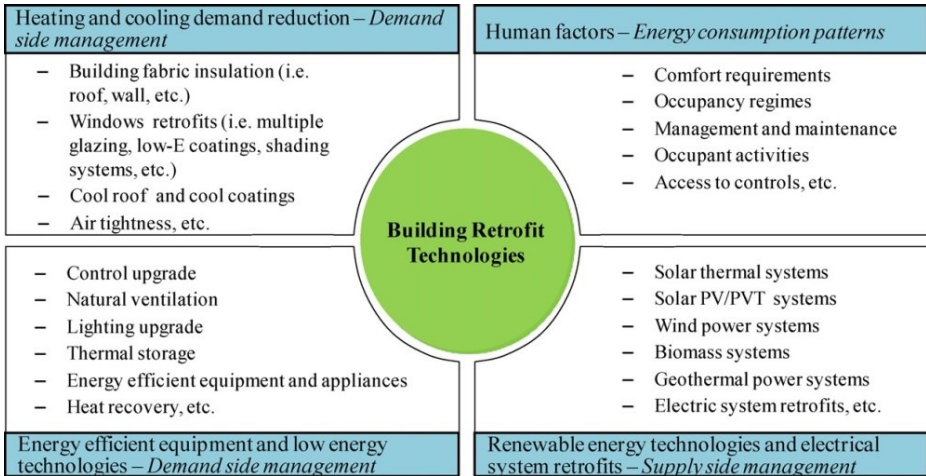 Heating and cooling demand reduction – Demand
side management
– Building fabric insulation (i.e.
roof, wall, etc.)
– Windows retrofits (i.e. multiple
glazing, low-E coatings, shading
systems, etc.)
– Cool roof and cool coatings
– Air tightness, etc.
Human factors – Energy consumption patterns
– Comfort requirements
– Occupancy regimes
– Management and maintenance
– Occupant activities
– Access to controls, etc.
Building Retrofit
Technologies
– Control upgrade
– Natural ventilation
– Lighting upgrade
– Thermal storage
– Energy efficient equipment and appliances
– Heat recovery, etc.
Energy efficient equipment and low energy
technologies – Demand side management
– Solar thermal systems
– Solar PV/PVT systems
– Wind power systems
– Biomass systems
– Geothermal power systems
– Electric system retrofits, etc.
Renewable energy technologies and electrical
system retrofits – Supply side management